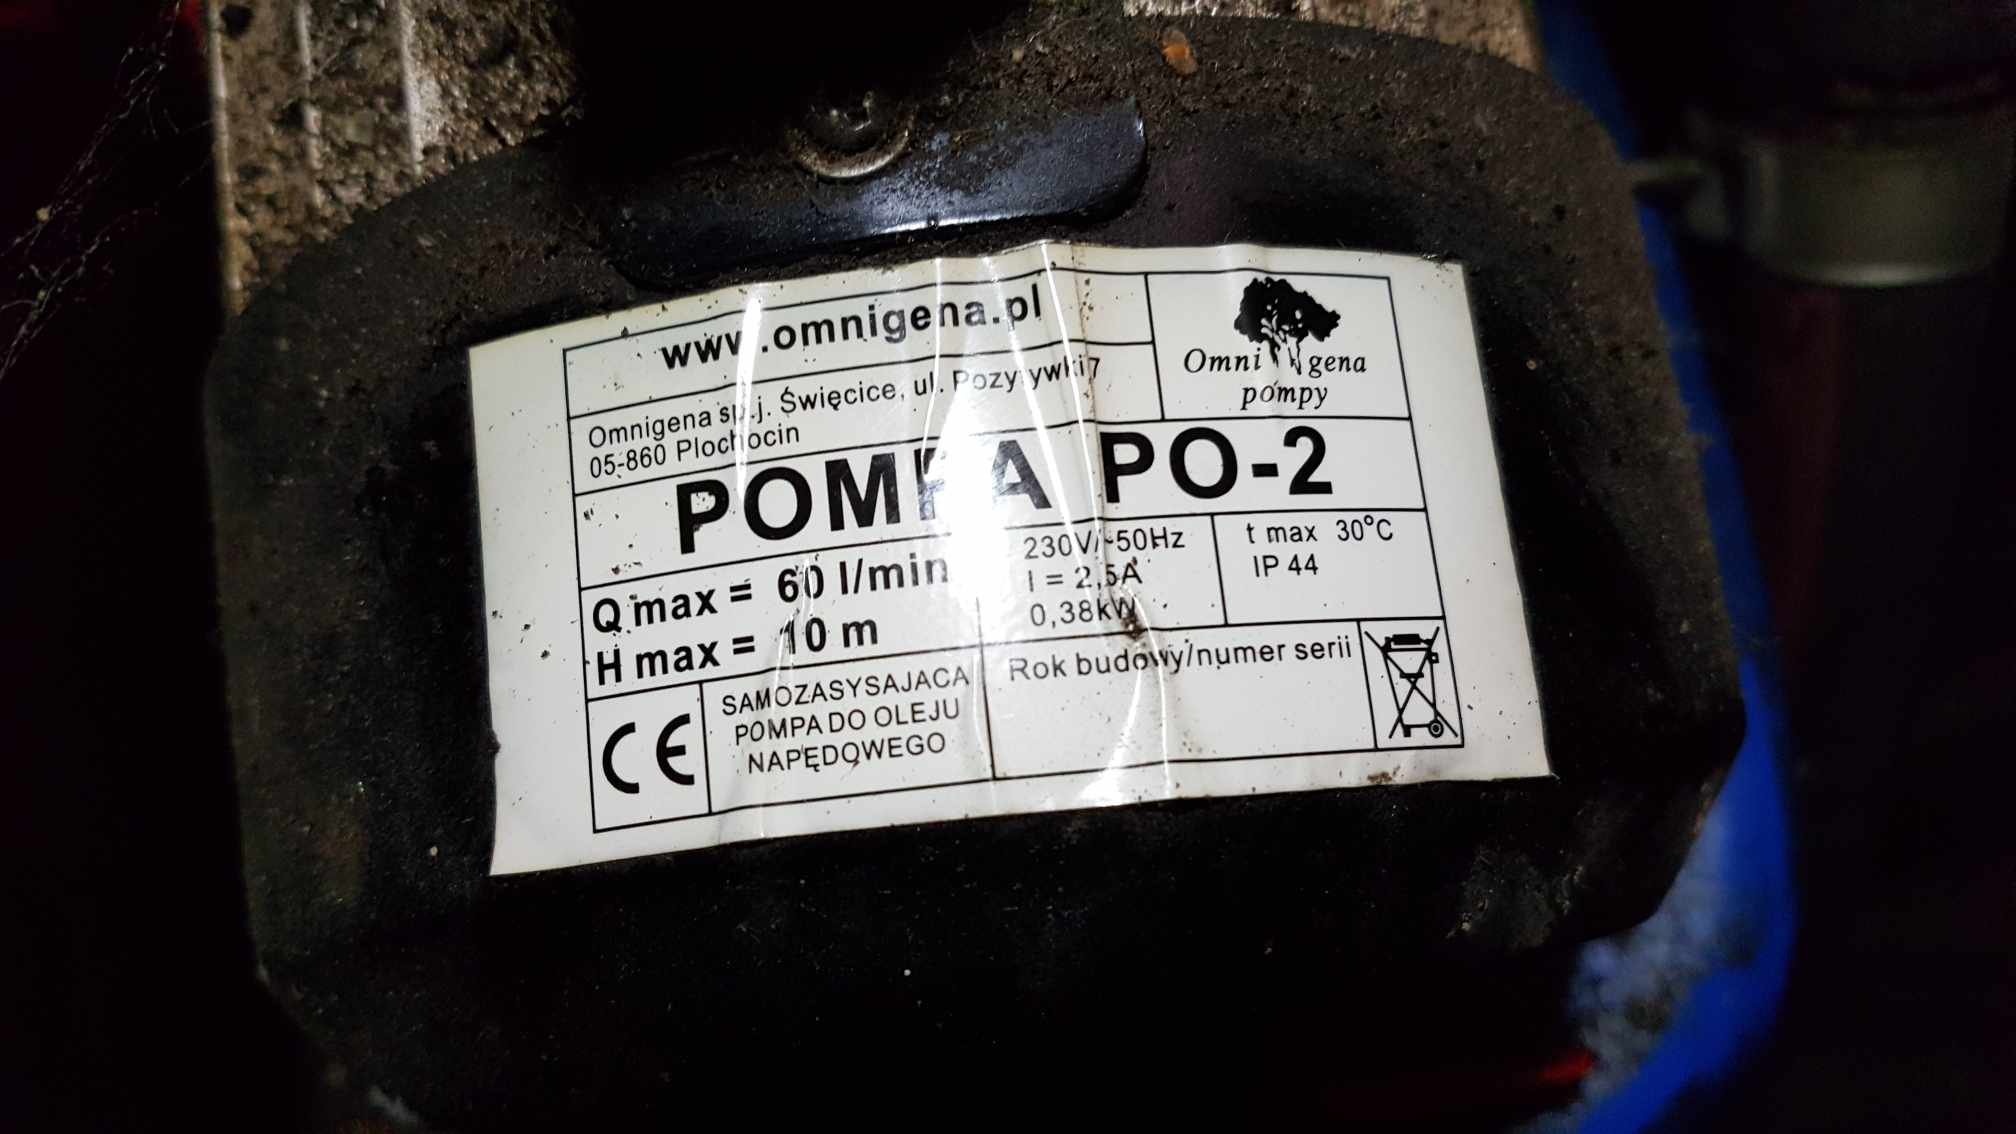 www.omnigena.pl
Omnigena sp.j. Święcice, ul. Pozytywki 7
05-860 Płochocin
Omni gena
pompy
POMPA PO-2
Q max = 60 l/min
H max = 10 m
230V/~50Hz
I = 2,5A
0,38kW
t max 30°C
IP 44
CE
SAMOZASYSAJACA
POMPA DO OLEJU
NAPĘDOWEGO
Rok budowy/numer serii